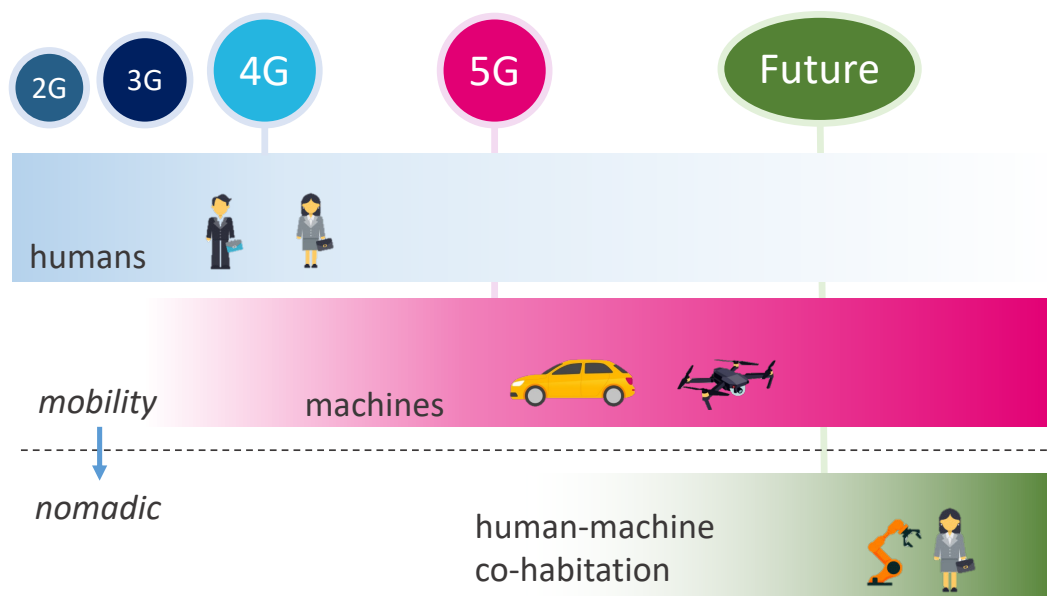 2G
3G
4G
5G
Future
humans
mobility
machines
nomadic
human-machine
co-habitation